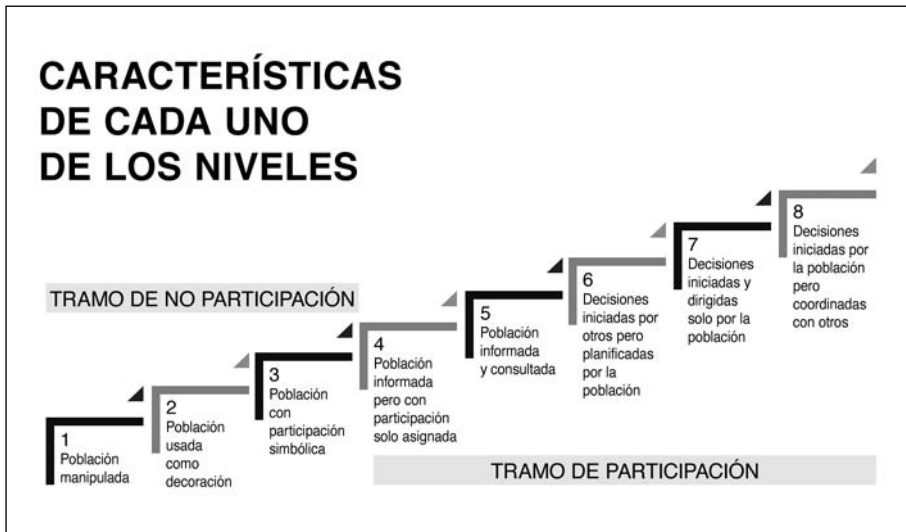 CARACTERÍSTICAS
DE CADA UNO
DE LOS NIVELES
TRAMO DE NO PARTICIPACIÓN
1
Población
manipulada
2
Población
usada
como
decoración
3
Población
con
participación
simbólica
4
Población
informada
pero con
participación
solo asignada
5
Población
informada
y consultada
6
Decisiones
iniciadas por
otros pero
planificadas
por la
población
7
Decisiones
iniciadas y
dirigidas
solo por la
población
8
Decisiones
iniciadas por
la población
pero
coordinadas
con otros
TRAMO DE PARTICIPACIÓN